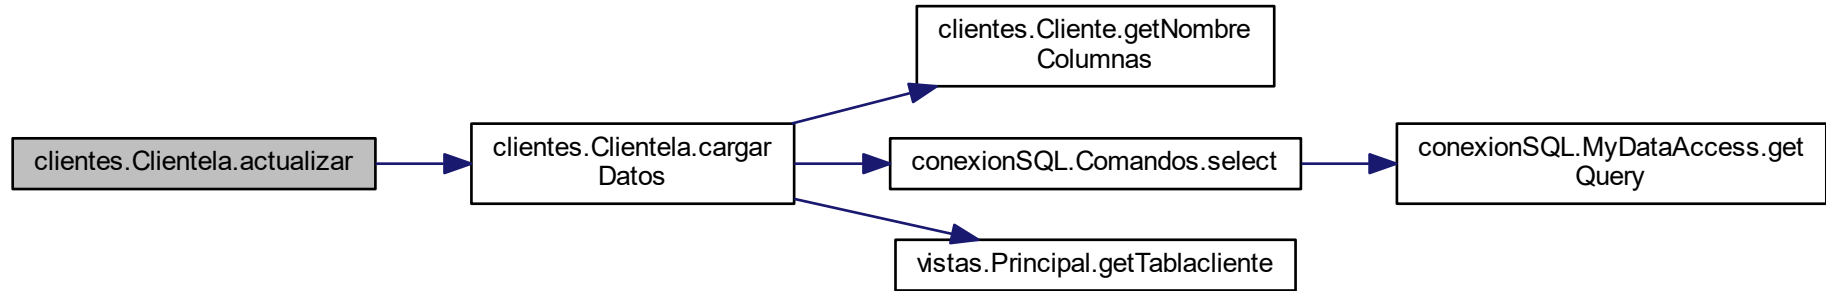 clientes.Clientela.actualizar
clientes.Clientela.cargar
Datos
clientes.Cliente.getNombre
Columnas
conexionSQL.Comandos.select
vistas.Principal.getTablacliente
conexionSQL.MyDataAccess.get
Query